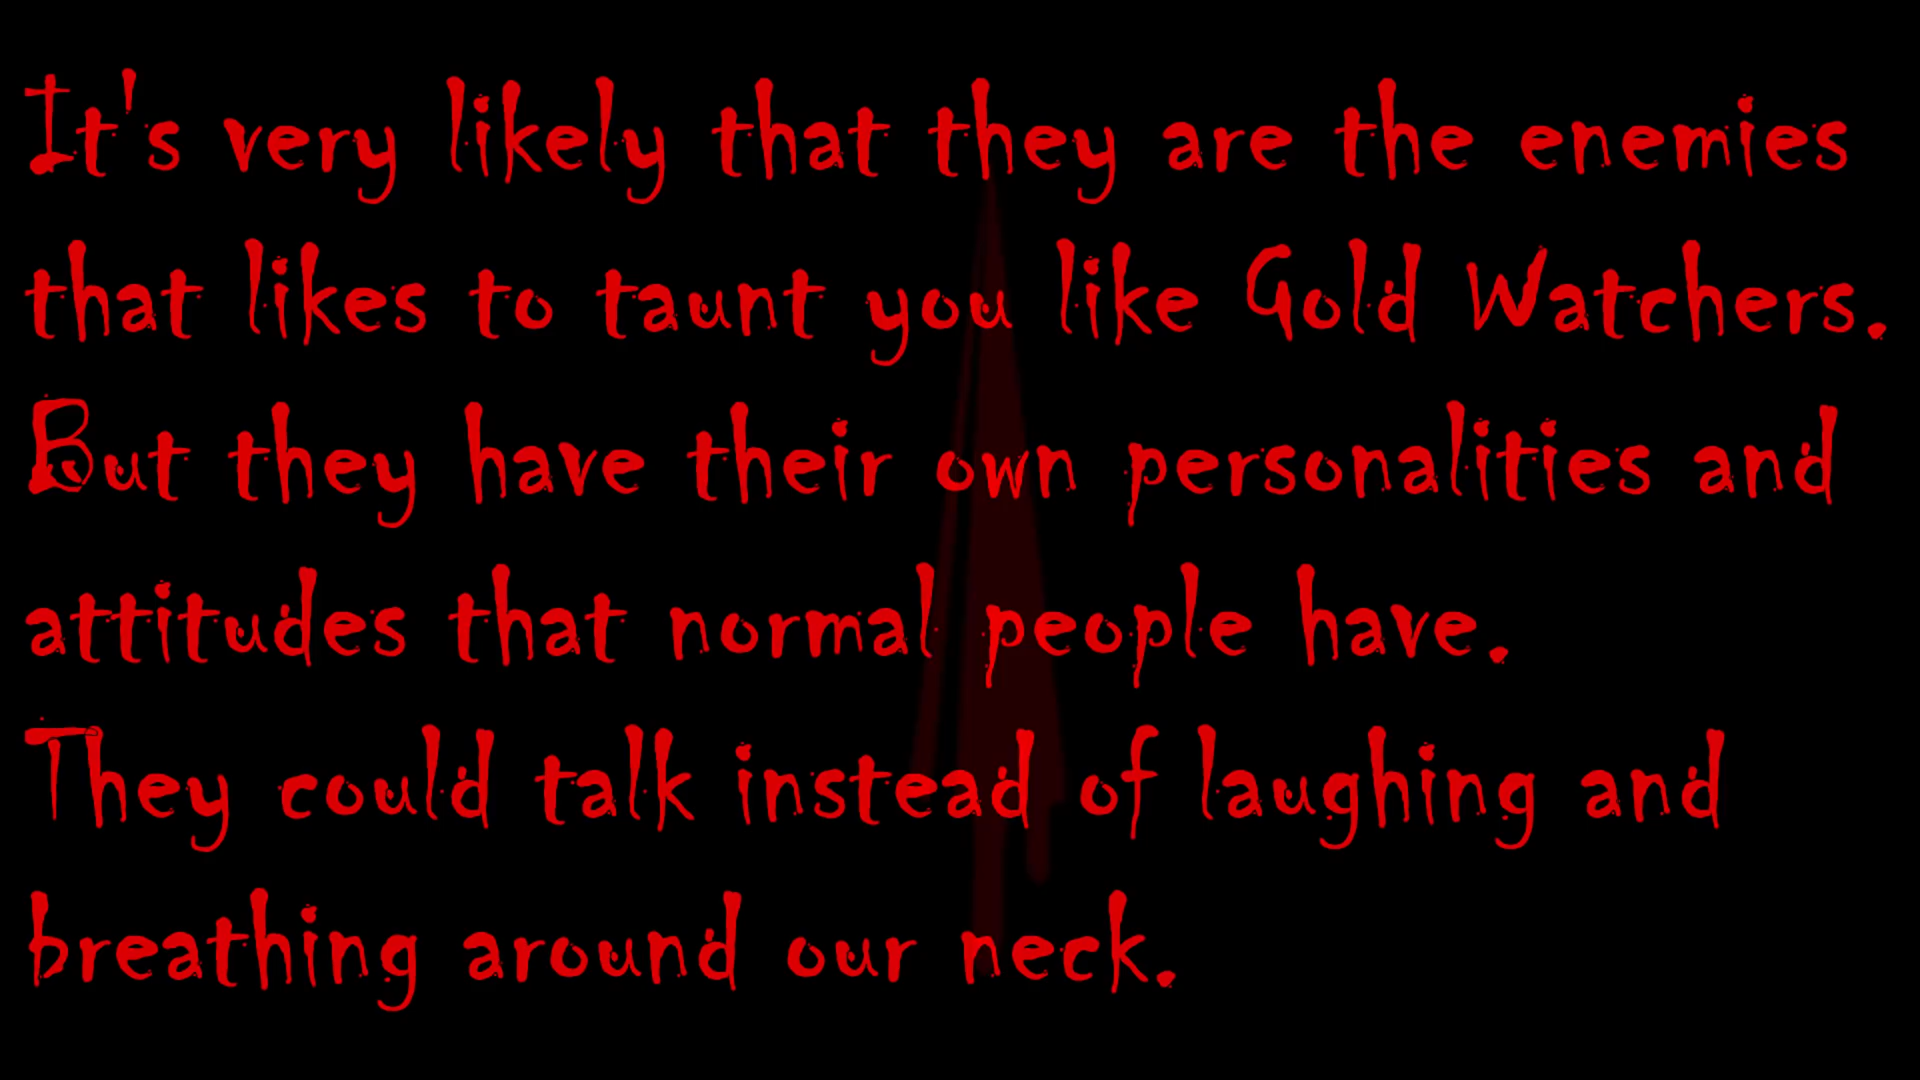 It's very likely that they are the enemies
that likes to taunt you like Gold Watchers.
But they have their own personalities and
attitudes that normal people have.
They could talk instead of laughing and
breathing around our neck.